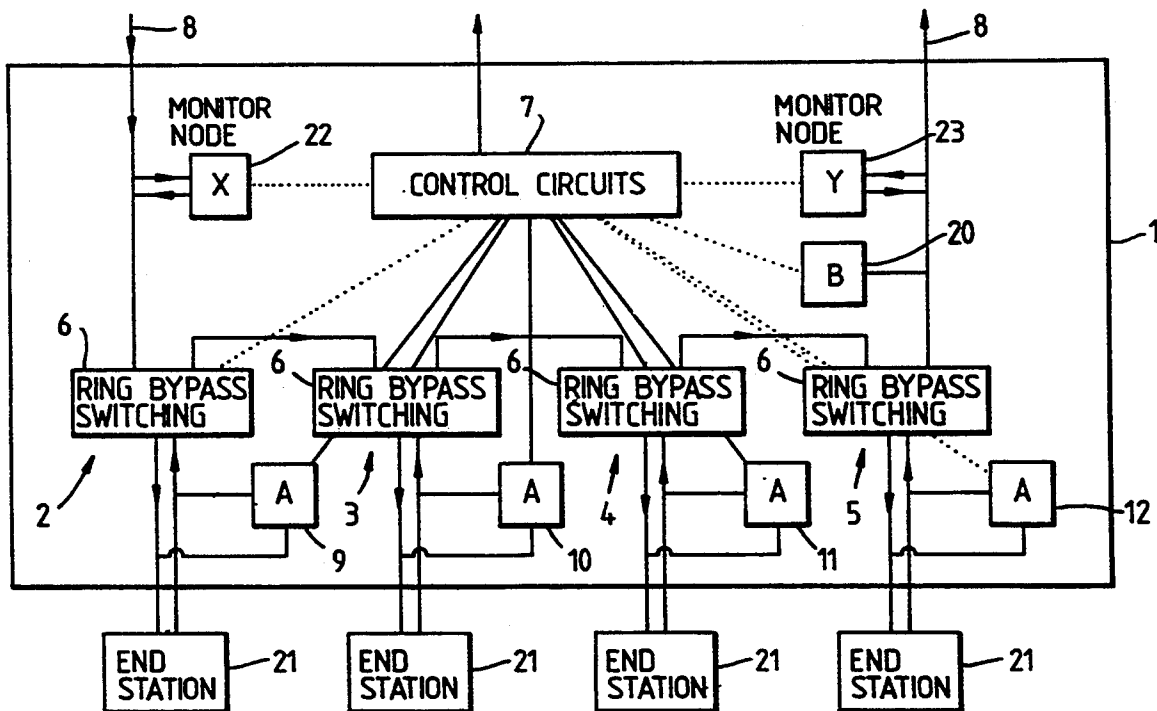 8
8
MONITOR
NODE
22
7
MONITOR
NODE
23
X
CONTROL CIRCUITS
Y
1
20
B
6
6
6
6
RING BYPASS
SWITCHING
RING BYPASS
SWITCHING
RING BYPASS
SWITCHING
RING BYPASS
SWITCHING
2
A
3
A
4
A
5
A
9
10
11
12
END
STATION
21
END
STATION
21
END
STATION
21
END
STATION
21